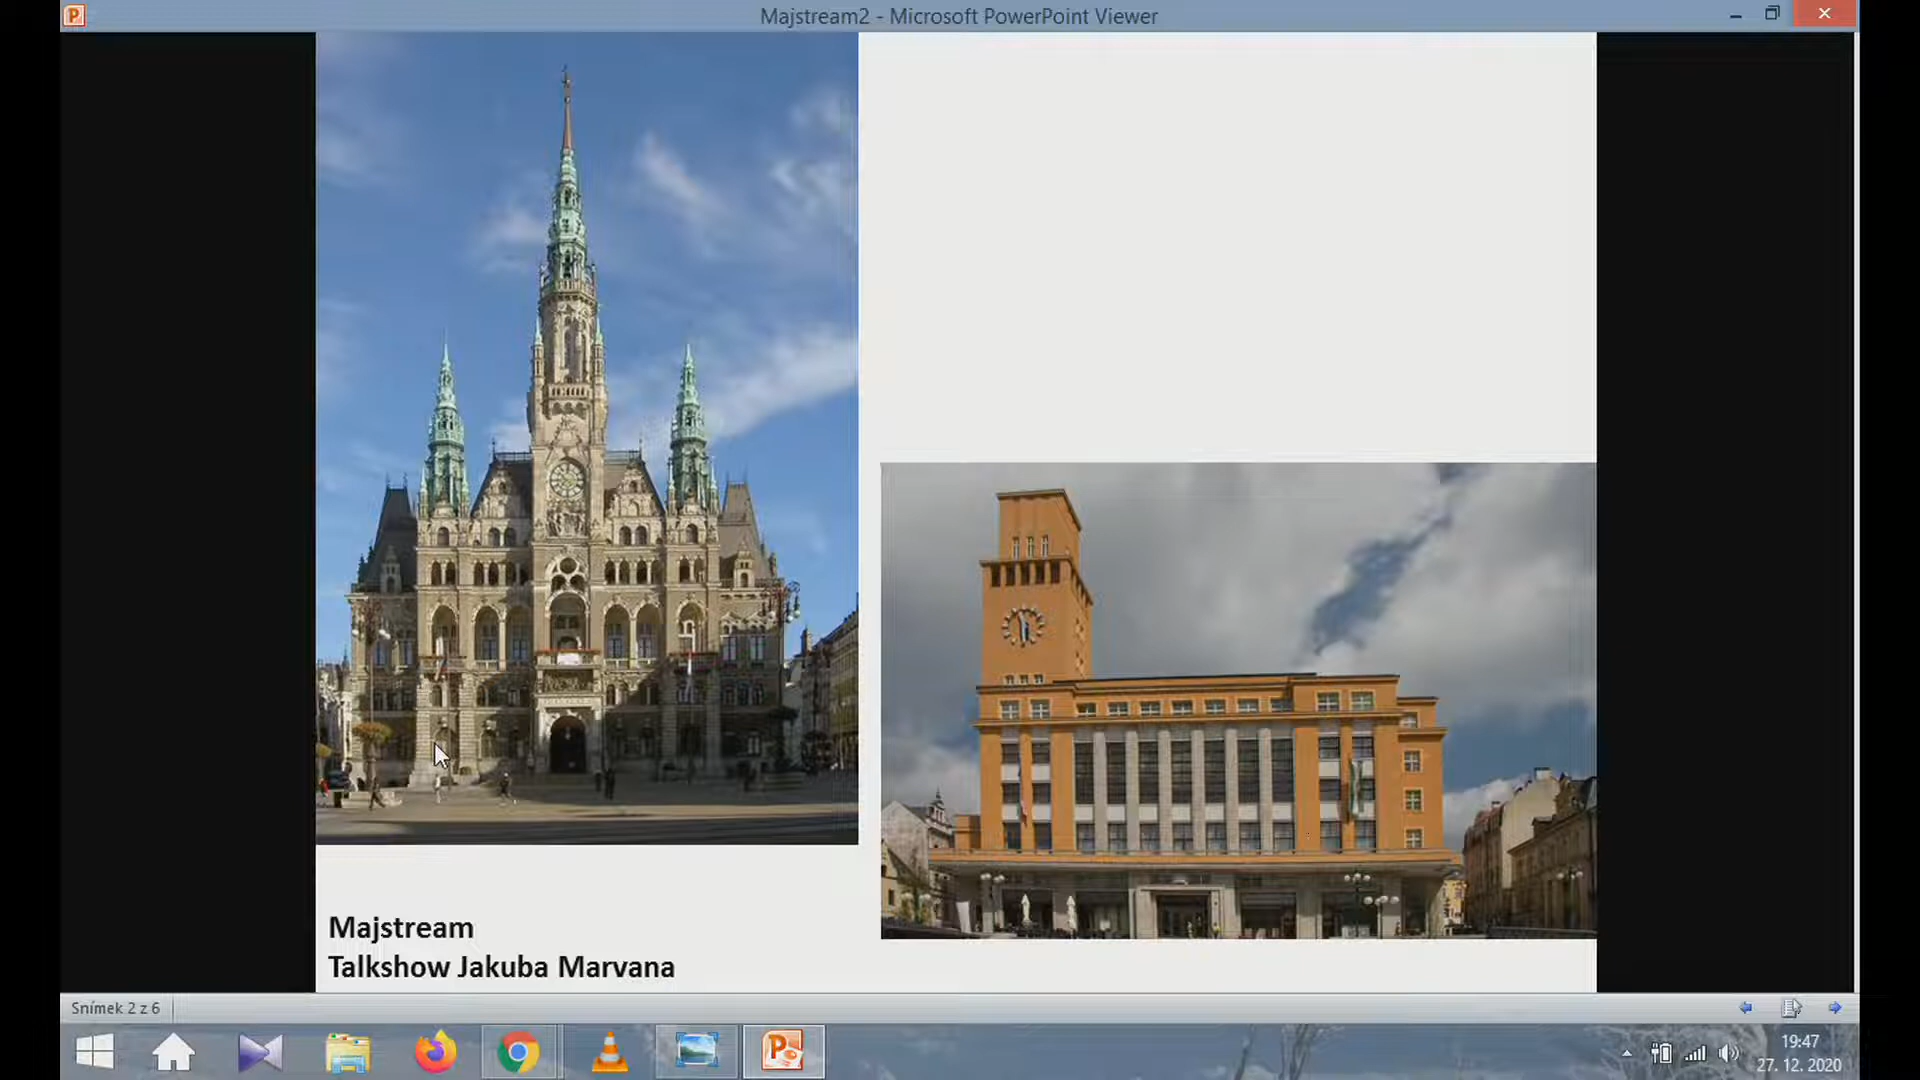 Majstream2 - Microsoft PowerPoint Viewer
Majstream
Talkshow Jakuba Marvana
Snímek 2 z 6
19:47
27. 12. 2020